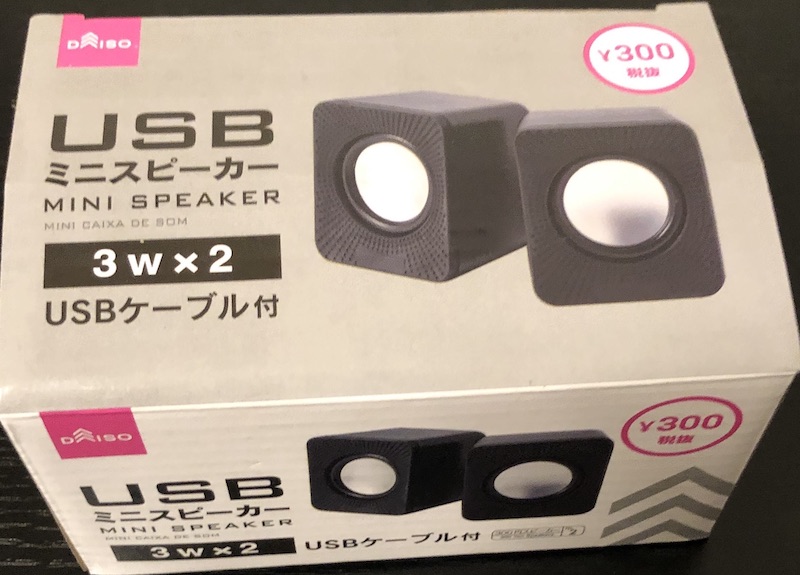 DAISO
¥300
税抜
USB
ミニスピーカー
MINI SPEAKER
MINI CAIXA DE SOM
3W×2
USBケーブル付
DAISO
¥300
税抜
USB
ミニスピーカー
MINI SPEAKER
MINI CAIXA DE SOM
3W×2
USBケーブル付